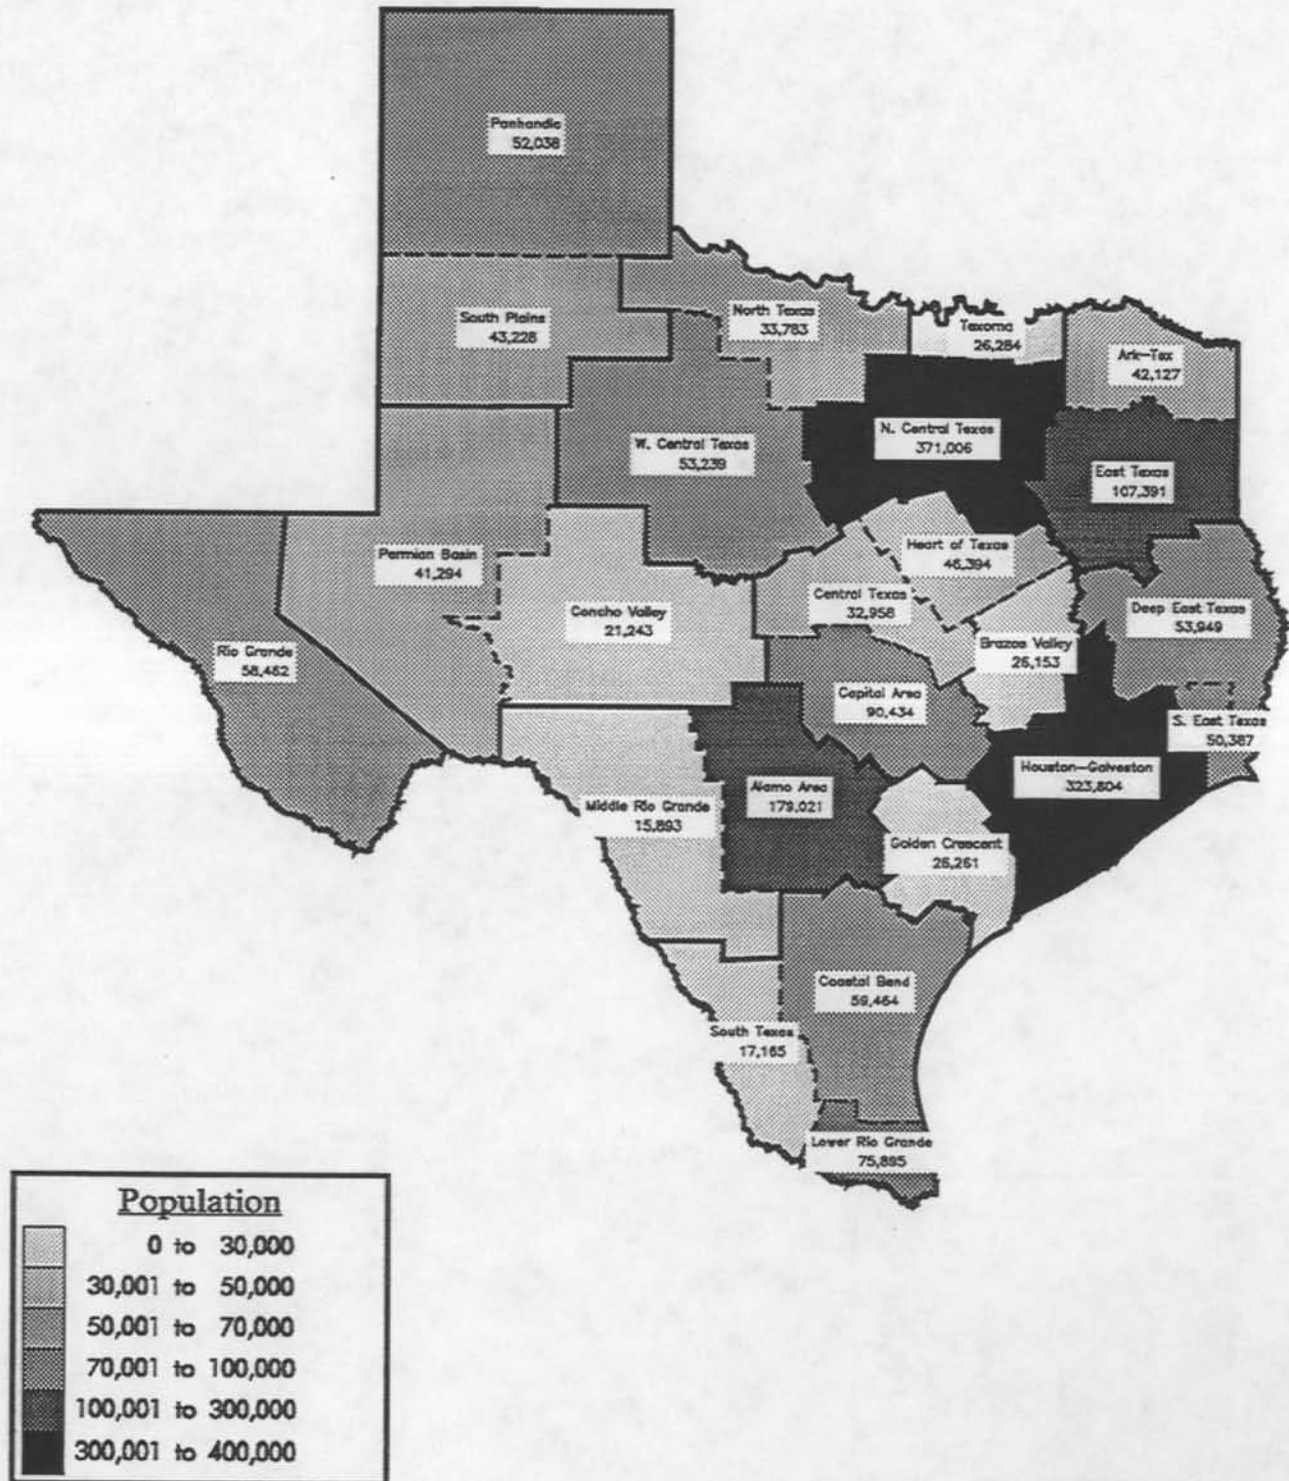 Panhandle
52,038
South Plains
43,228
North Texas
33,783
Texoma
26,284
Ark-Tex
42,127
W. Central Texas
53,239
N. Central Texas
371,006
East Texas
107,391
Permian Basin
41,294
Heart of Texas
46,394
Central Texas
32,958
Concho Valley
21,243
Deep East Texas
53,949
Rio Grande
58,462
Brazos Valley
26,153
Capital Area
90,434
S. East Texas
50,387
Houston-Galveston
323,804
Alamo Area
179,021
Middle Rio Grande
15,893
Golden Crescent
26,261
Coastal Bend
59,464
South Texas
17,165
Lower Rio Grande
75,895
Population
0 to 30,000
30,001 to 50,000
50,001 to 70,000
70,001 to 100,000
100,001 to 300,000
300,001 to 400,000